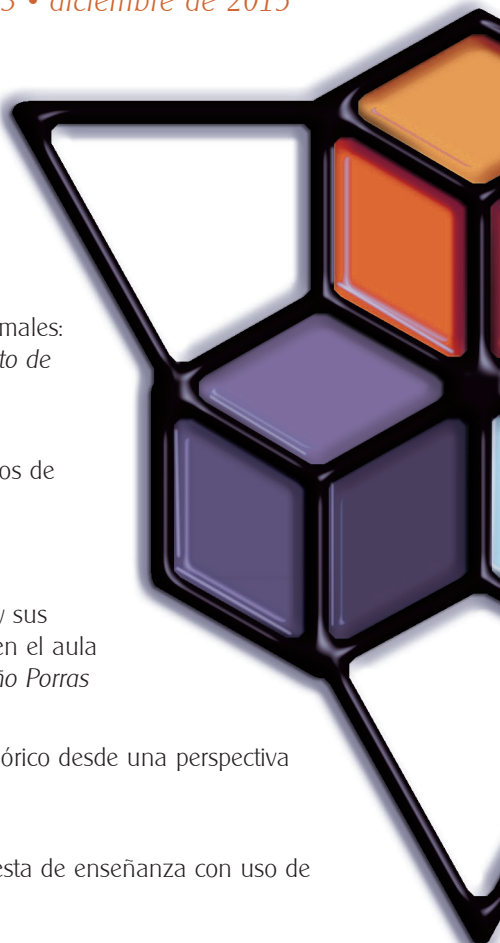 3 • diciembre de 2015
males:
to de
os de
y sus
en el aula
ño Porras
órico desde una perspectiva
esta de enseñanza con uso de